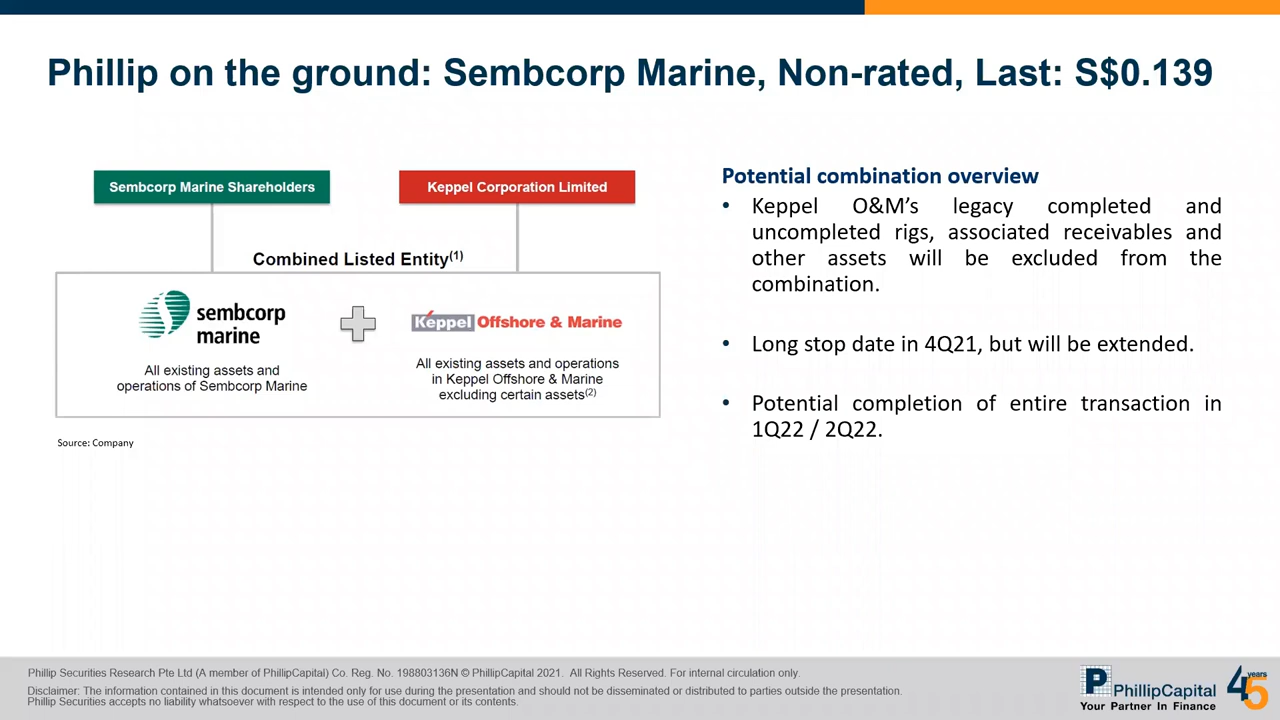 Phillip on the ground: Sembcorp Marine, Non-rated, Last: S$0.139
Sembcorp Marine Shareholders
Keppel Corporation Limited
Combined Listed Entity(1)
sembcorp
marine
All existing assets and
operations of Sembcorp Marine
Keppel Offshore & Marine
All existing assets and operations
in Keppel Offshore & Marine
excluding certain assets(2)
Source: Company
Potential combination overview
• Keppel O&M’s legacy completed and
uncompleted rigs, associated receivables and
other assets will be excluded from the
combination.
• Long stop date in 4Q21, but will be extended.
• Potential completion of entire transaction in
1Q22 / 2Q22.
Phillip Securities Research Pte Ltd (A member of PhillipCapital) Co. Reg. No. 198803136N © PhillipCapital 2021. All Rights Reserved. For internal circulation only.
Disclaimer: The information contained in this document is intended only for use during the presentation and should not be disseminated or distributed to parties outside the presentation.
Phillip Securities accepts no liability whatsoever with respect to the use of this document or its contents.
P
PhillipCapital
Your Partner In Finance
45
years